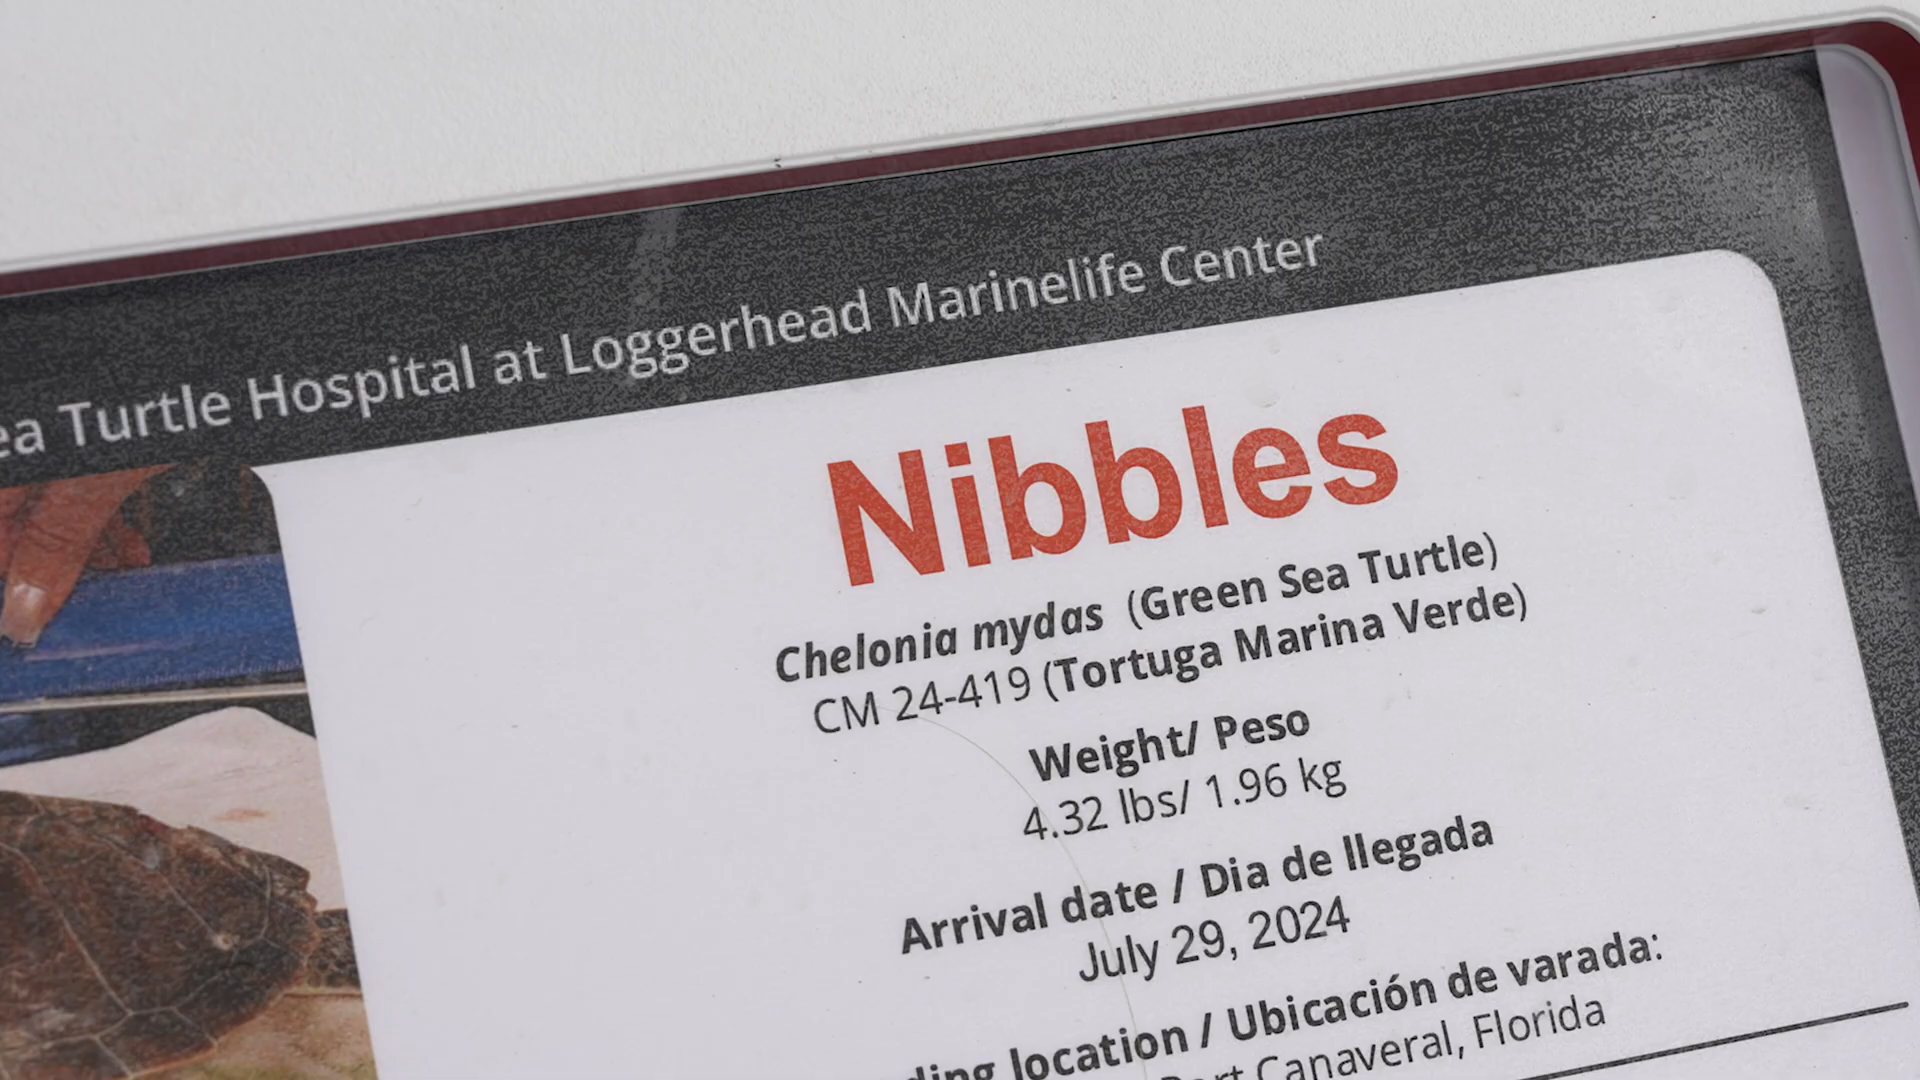 Turtle Hospital at Loggerhead Marinelife Center
Nibbles
Chelonia mydas (Green Sea Turtle)
CM 24-419 (Tortuga Marina Verde)
Weight/ Peso
4.32 lbs/ 1.96 kg
Arrival date / Dia de llegada
July 29, 2024
location / Ubicación de varada:
Canaveral, Florida